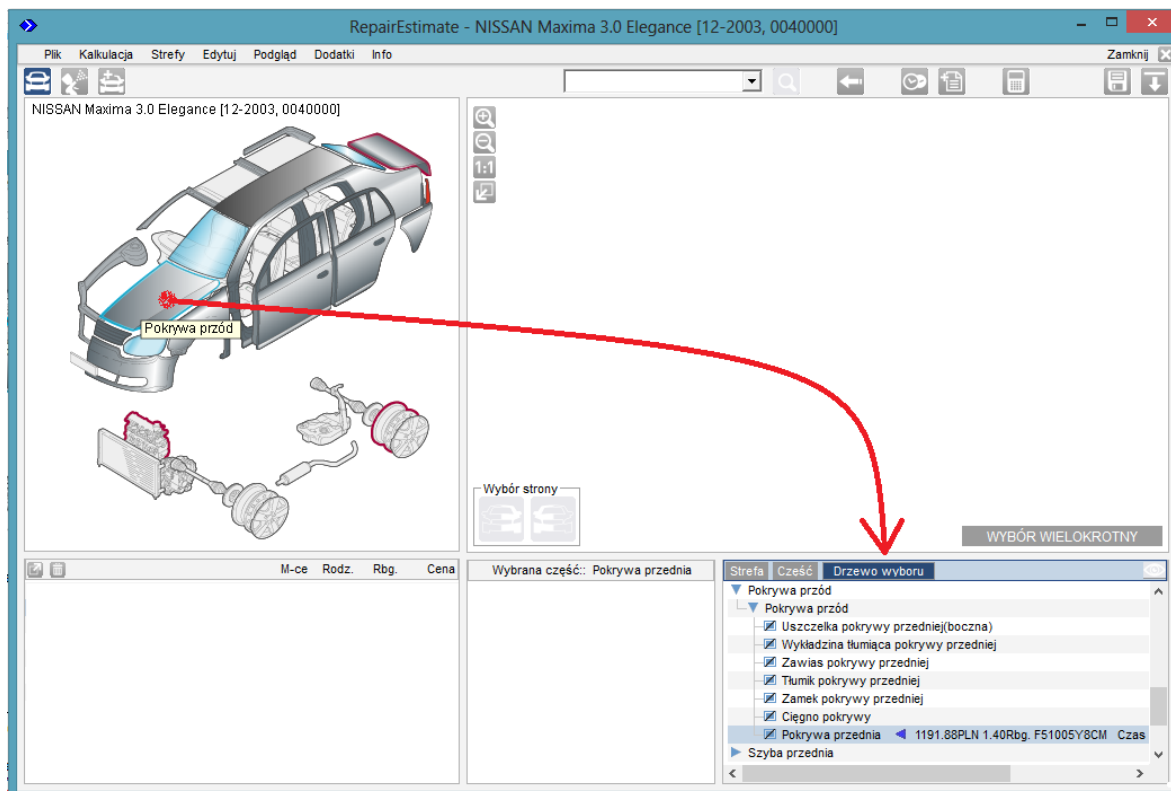 RepairEstimate - NISSAN Maxima 3.0 Elegance [12-2003, 0040000]
Plik Kalkulacja Strefy Edytuj Podgląd Dodatki Info Zamknij
NISSAN Maxima 3.0 Elegance [12-2003, 0040000]
1:1
Pokrywa przód
Wybór strony
WYBÓR WIELOKROTNY
M-ce Rodz. Rbg. Cena
Wybrana część:: Pokrywa przednia
Strefa Cześć Drzewo wyboru
Pokrywa przód
Pokrywa przód
Uszczelka pokrywy przedniej(boczna)
Wykładzina tłumiąca pokrywy przedniej
Zawias pokrywy przedniej
Tłumik pokrywy przedniej
Zamek pokrywy przedniej
Cięgno pokrywy
Pokrywa przednia 1191.88PLN 1.40Rbg. F51005Y8CM Czas
Szyba przednia